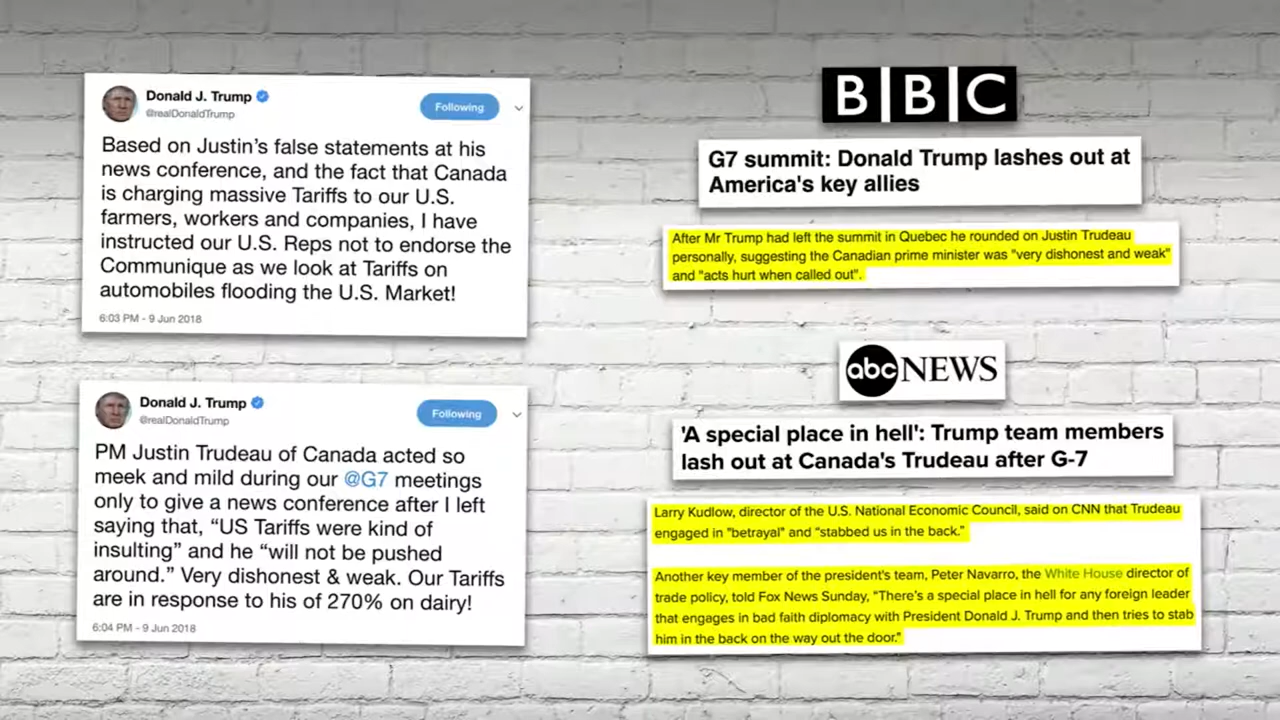 Donald J. Trump
@realDonaldTrump
Following
Based on Justin's false statements at his
news conference, and the fact that Canada
is charging massive Tariffs to our U.S.
farmers, workers and companies, I have
instructed our U.S. Reps not to endorse the
Communique as we look at Tariffs on
automobiles flooding the U.S. Market!
6:03 PM - 9 Jun 2018
Donald J. Trump
@realDonaldTrump
Following
PM Justin Trudeau of Canada acted so
meek and mild during our @G7 meetings
only to give a news conference after I left
saying that, “US Tariffs were kind of
insulting” and he “will not be pushed
around.” Very dishonest & weak. Our Tariffs
are in response to his of 270% on dairy!
6:04 PM - 9 Jun 2018
BBC
G7 summit: Donald Trump lashes out at
America's key allies
After Mr Trump had left the summit in Quebec he rounded on Justin Trudeau
personally, suggesting the Canadian prime minister was "very dishonest and weak"
and "acts hurt when called out".
abc NEWS
'A special place in hell': Trump team members
lash out at Canada's Trudeau after G-7
Larry Kudlow, director of the U.S. National Economic Council, said on CNN that Trudeau
engaged in "betrayal" and “stabbed us in the back.”
Another key member of the president's team, Peter Navarro, the White House director of
trade policy, told Fox News Sunday, “There's a special place in hell for any foreign leader
that engages in bad faith diplomacy with President Donald J. Trump and then tries to stab
him in the back on the way out the door.”